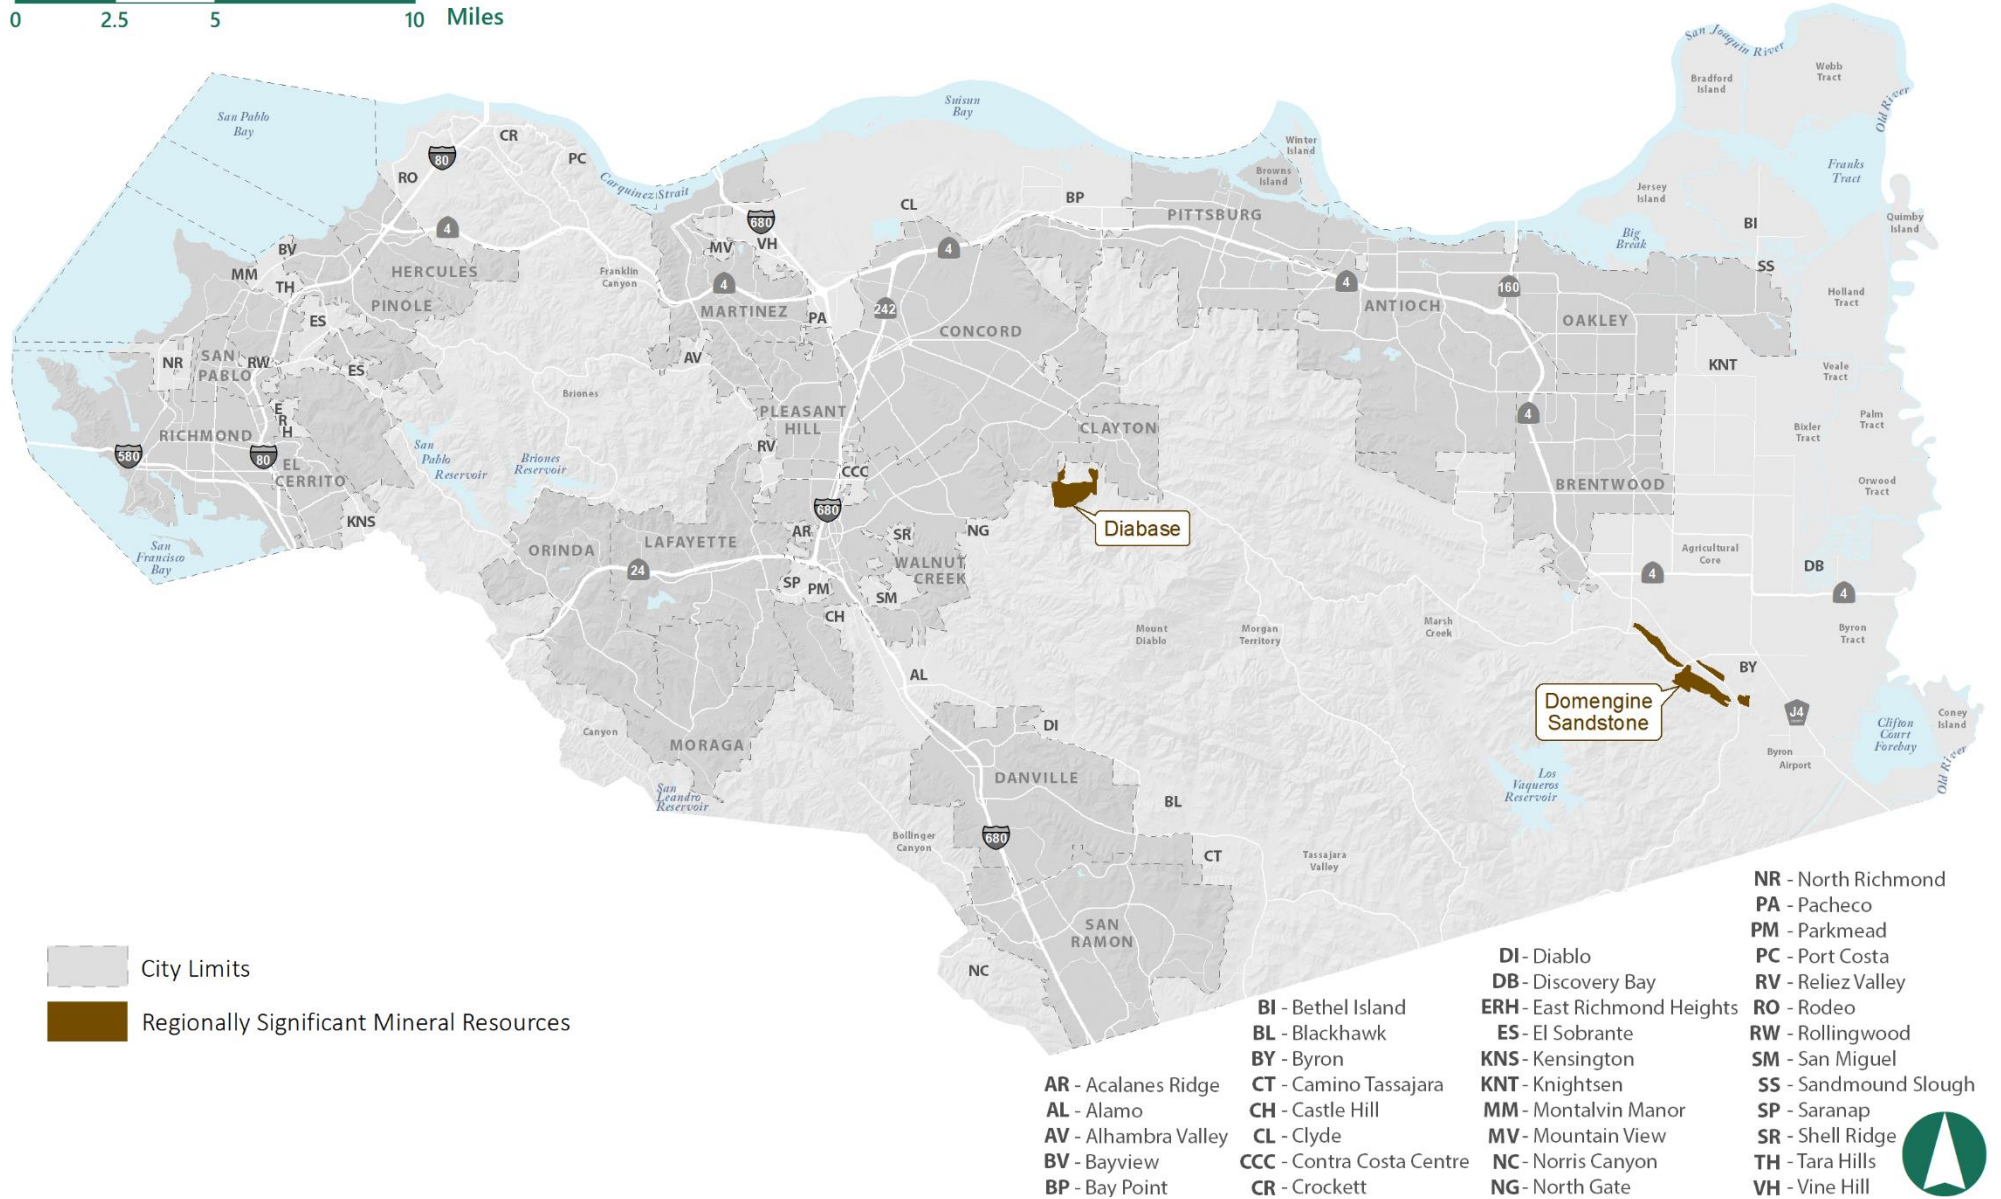 0 2.5 5 10 Miles
San Joaquin River
Webb
Tract
Bradford
Island
Old River
San Pablo
Bay
Suisun
Bay
CR
80
PC
RO
Carquinez Strait
Winter
Island
Browns
Island
Franks
Tract
Jersey
Island
BP
CL
PITTSBURG
680
4
BI
Quimby
Island
Big
Break
BV
MV
VH
4
MM
HERCULES
Franklin
Canyon
SS
TH
4
4
160
PINOLE
MARTINEZ
242
ANTIOCH
Holland
Tract
ES
PA
CONCORD
OAKLEY
NR
SAN
PABLO
RW
ES
AV
KNT
Veale
Tract
Briones
E
R
H
PLEASANT
HILL
CLAYTON
4
Palm
Tract
Bixler
Tract
RICHMOND
580
80
San
Pablo
Reservoir
Briones
Reservoir
RV
EL
CERRITO
CCC
BRENTWOOD
Orwood
Tract
KNS
680
Diabase
San
Francisco
Bay
ORINDA
LAFAYETTE
AR
SR
NG
24
WALNUT
CREEK
Agricultural
Core
4
DB
4
SP
PM
SM
CH
Mount
Diablo
Morgan
Territory
Marsh
Creek
Byron
Tract
AL
BY
Domengine
Sandstone
J4
Clifton
Court
Forebay
Coney
Island
Old River
Canyon
MORAGA
DI
Byron
Airport
DANVILLE
San
Leandro
Reservoir
Los
Vaqueros
Reservoir
BL
Bollinger
Canyon
680
CT
Tassajara
Valley
SAN
RAMON
NC
City Limits
Regionally Significant Mineral Resources
AR - Acalanes Ridge
AL - Alamo
AV - Alhambra Valley
BV - Bayview
BP - Bay Point
BI - Bethel Island
BL - Blackhawk
BY - Byron
CT - Camino Tassajara
CH - Castle Hill
CL - Clyde
CCC - Contra Costa Centre
CR - Crockett
DI - Diablo
DB - Discovery Bay
ERH - East Richmond Heights
ES - El Sobrante
KNS - Kensington
KNT - Knightsen
MM - Montalvin Manor
MV - Mountain View
NC - Norris Canyon
NG - North Gate
NR - North Richmond
PA - Pacheco
PM - Parkmead
PC - Port Costa
RV - Reliez Valley
RO - Rodeo
RW - Rollingwood
SM - San Miguel
SS - Sandmound Slough
SP - Saranap
SR - Shell Ridge
TH - Tara Hills
VH - Vine Hill